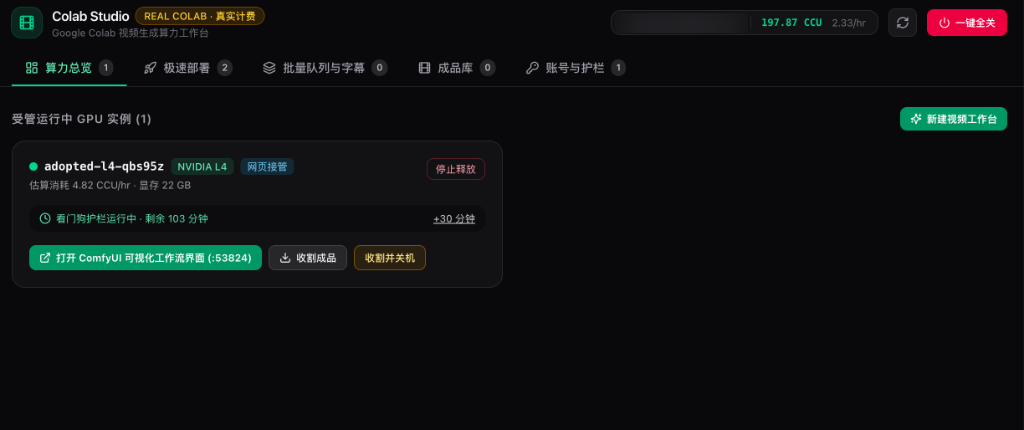 Colab Studio REAL COLAB · 真实计费
Google Colab 视频生成算力工作台
197.87 CCU 2.33/hr
一键全关
算力总览 1 极速部署 2 批量队列与字幕 0 成品库 0 账号与护栏 1
受管运行中 GPU 实例 (1)
新建视频工作台
adopted-l4-qbs95z NVIDIA L4 网页接管
停止释放
估算消耗 4.82 CCU/hr · 显存 22 GB
看门狗护栏运行中 · 剩余 103 分钟 +30 分钟
打开 ComfyUI 可视化工作流界面 (:53824) 收割成品 收割并关机